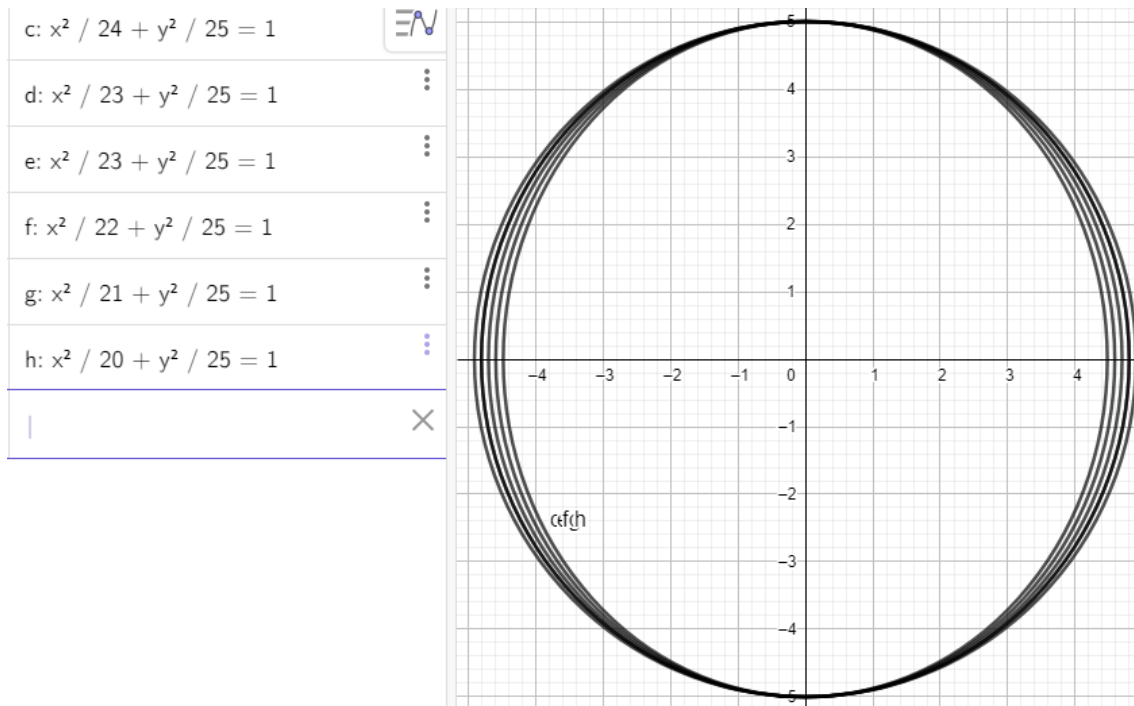 c: x² / 24 + y² / 25 = 1
d: x² / 23 + y² / 25 = 1
e: x² / 23 + y² / 25 = 1
f: x² / 22 + y² / 25 = 1
g: x² / 21 + y² / 25 = 1
h: x² / 20 + y² / 25 = 1
5
4
3
2
1
−4 −3 −2 −1 0 1 2 3 4
−1
−2
−3
−4
−5